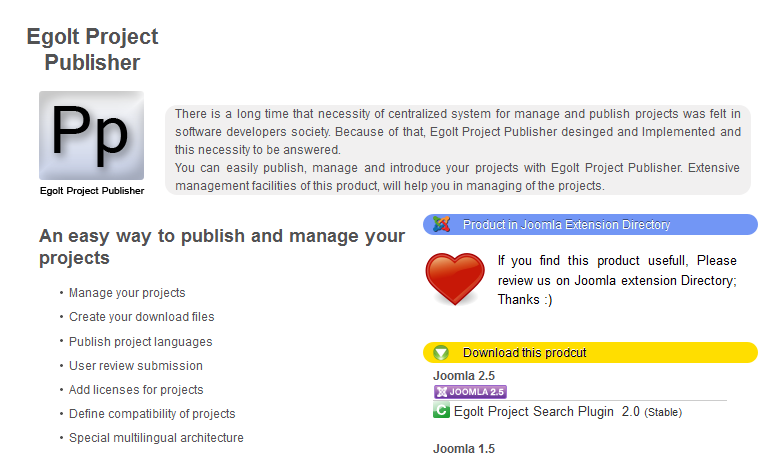 Egolt Project
Publisher
Pp
Egolt Project Publisher
There is a long time that necessity of centralized system for manage and publish projects was felt in
software developers society. Because of that, Egolt Project Publisher desinged and Implemented and
this necessity to be answered.
You can easily publish, manage and introduce your projects with Egolt Project Publisher. Extensive
management facilities of this product, will help you in managing of the projects.
An easy way to publish and manage your
projects
• Manage your projects
• Create your download files
• Publish project languages
• User review submission
• Add licenses for projects
• Define compatibility of projects
• Special multilingual architecture
Product in Joomla Extension Directory
If you find this product usefull, Please
review us on Joomla extension Directory;
Thanks :)
Download this prodcut
Joomla 2.5
JOOMLA 2.5
C Egolt Project Search Plugin 2.0 (Stable)
Joomla 1.5